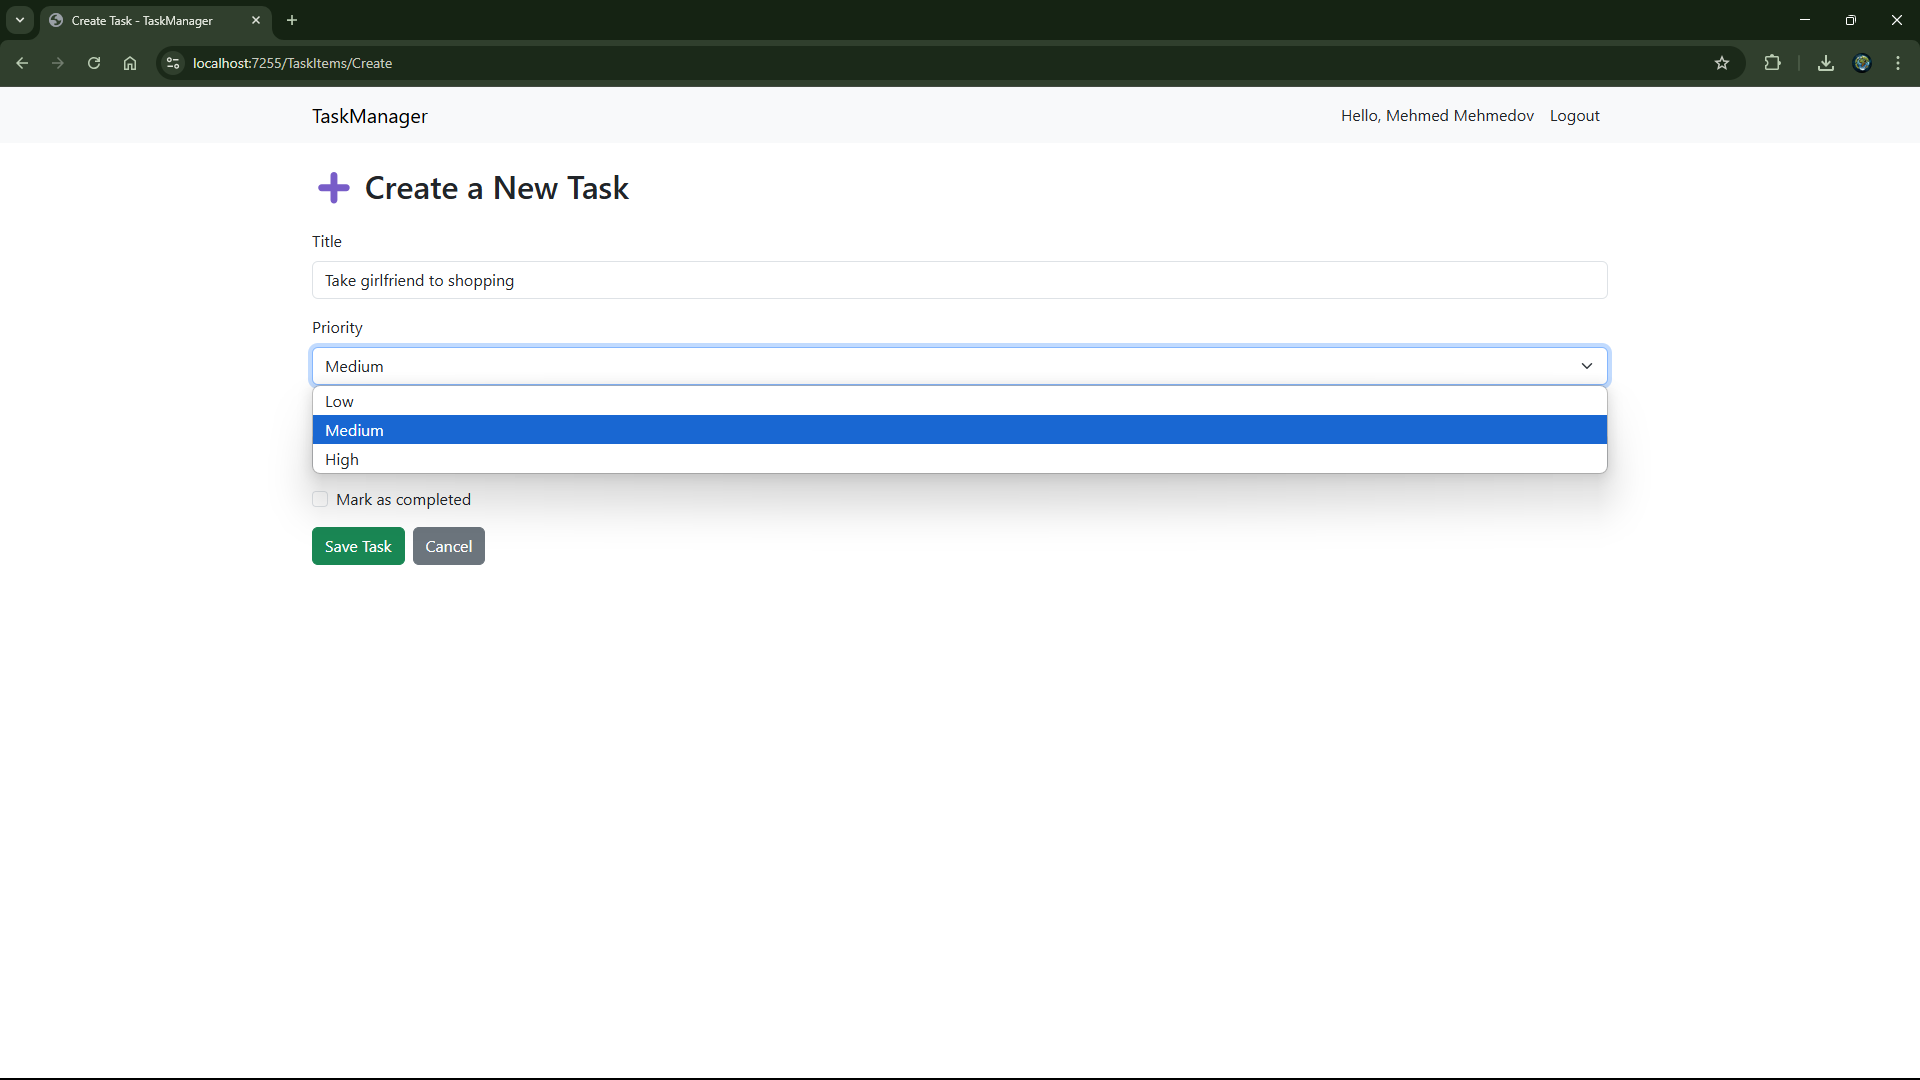 Create Task - TaskManager
localhost:7255/TaskItems/Create
TaskManager
Hello, Mehmed Mehmedov Logout
Create a New Task
Title
Take girlfriend to shopping
Priority
Medium
Low
Medium
High
Mark as completed
Save Task Cancel